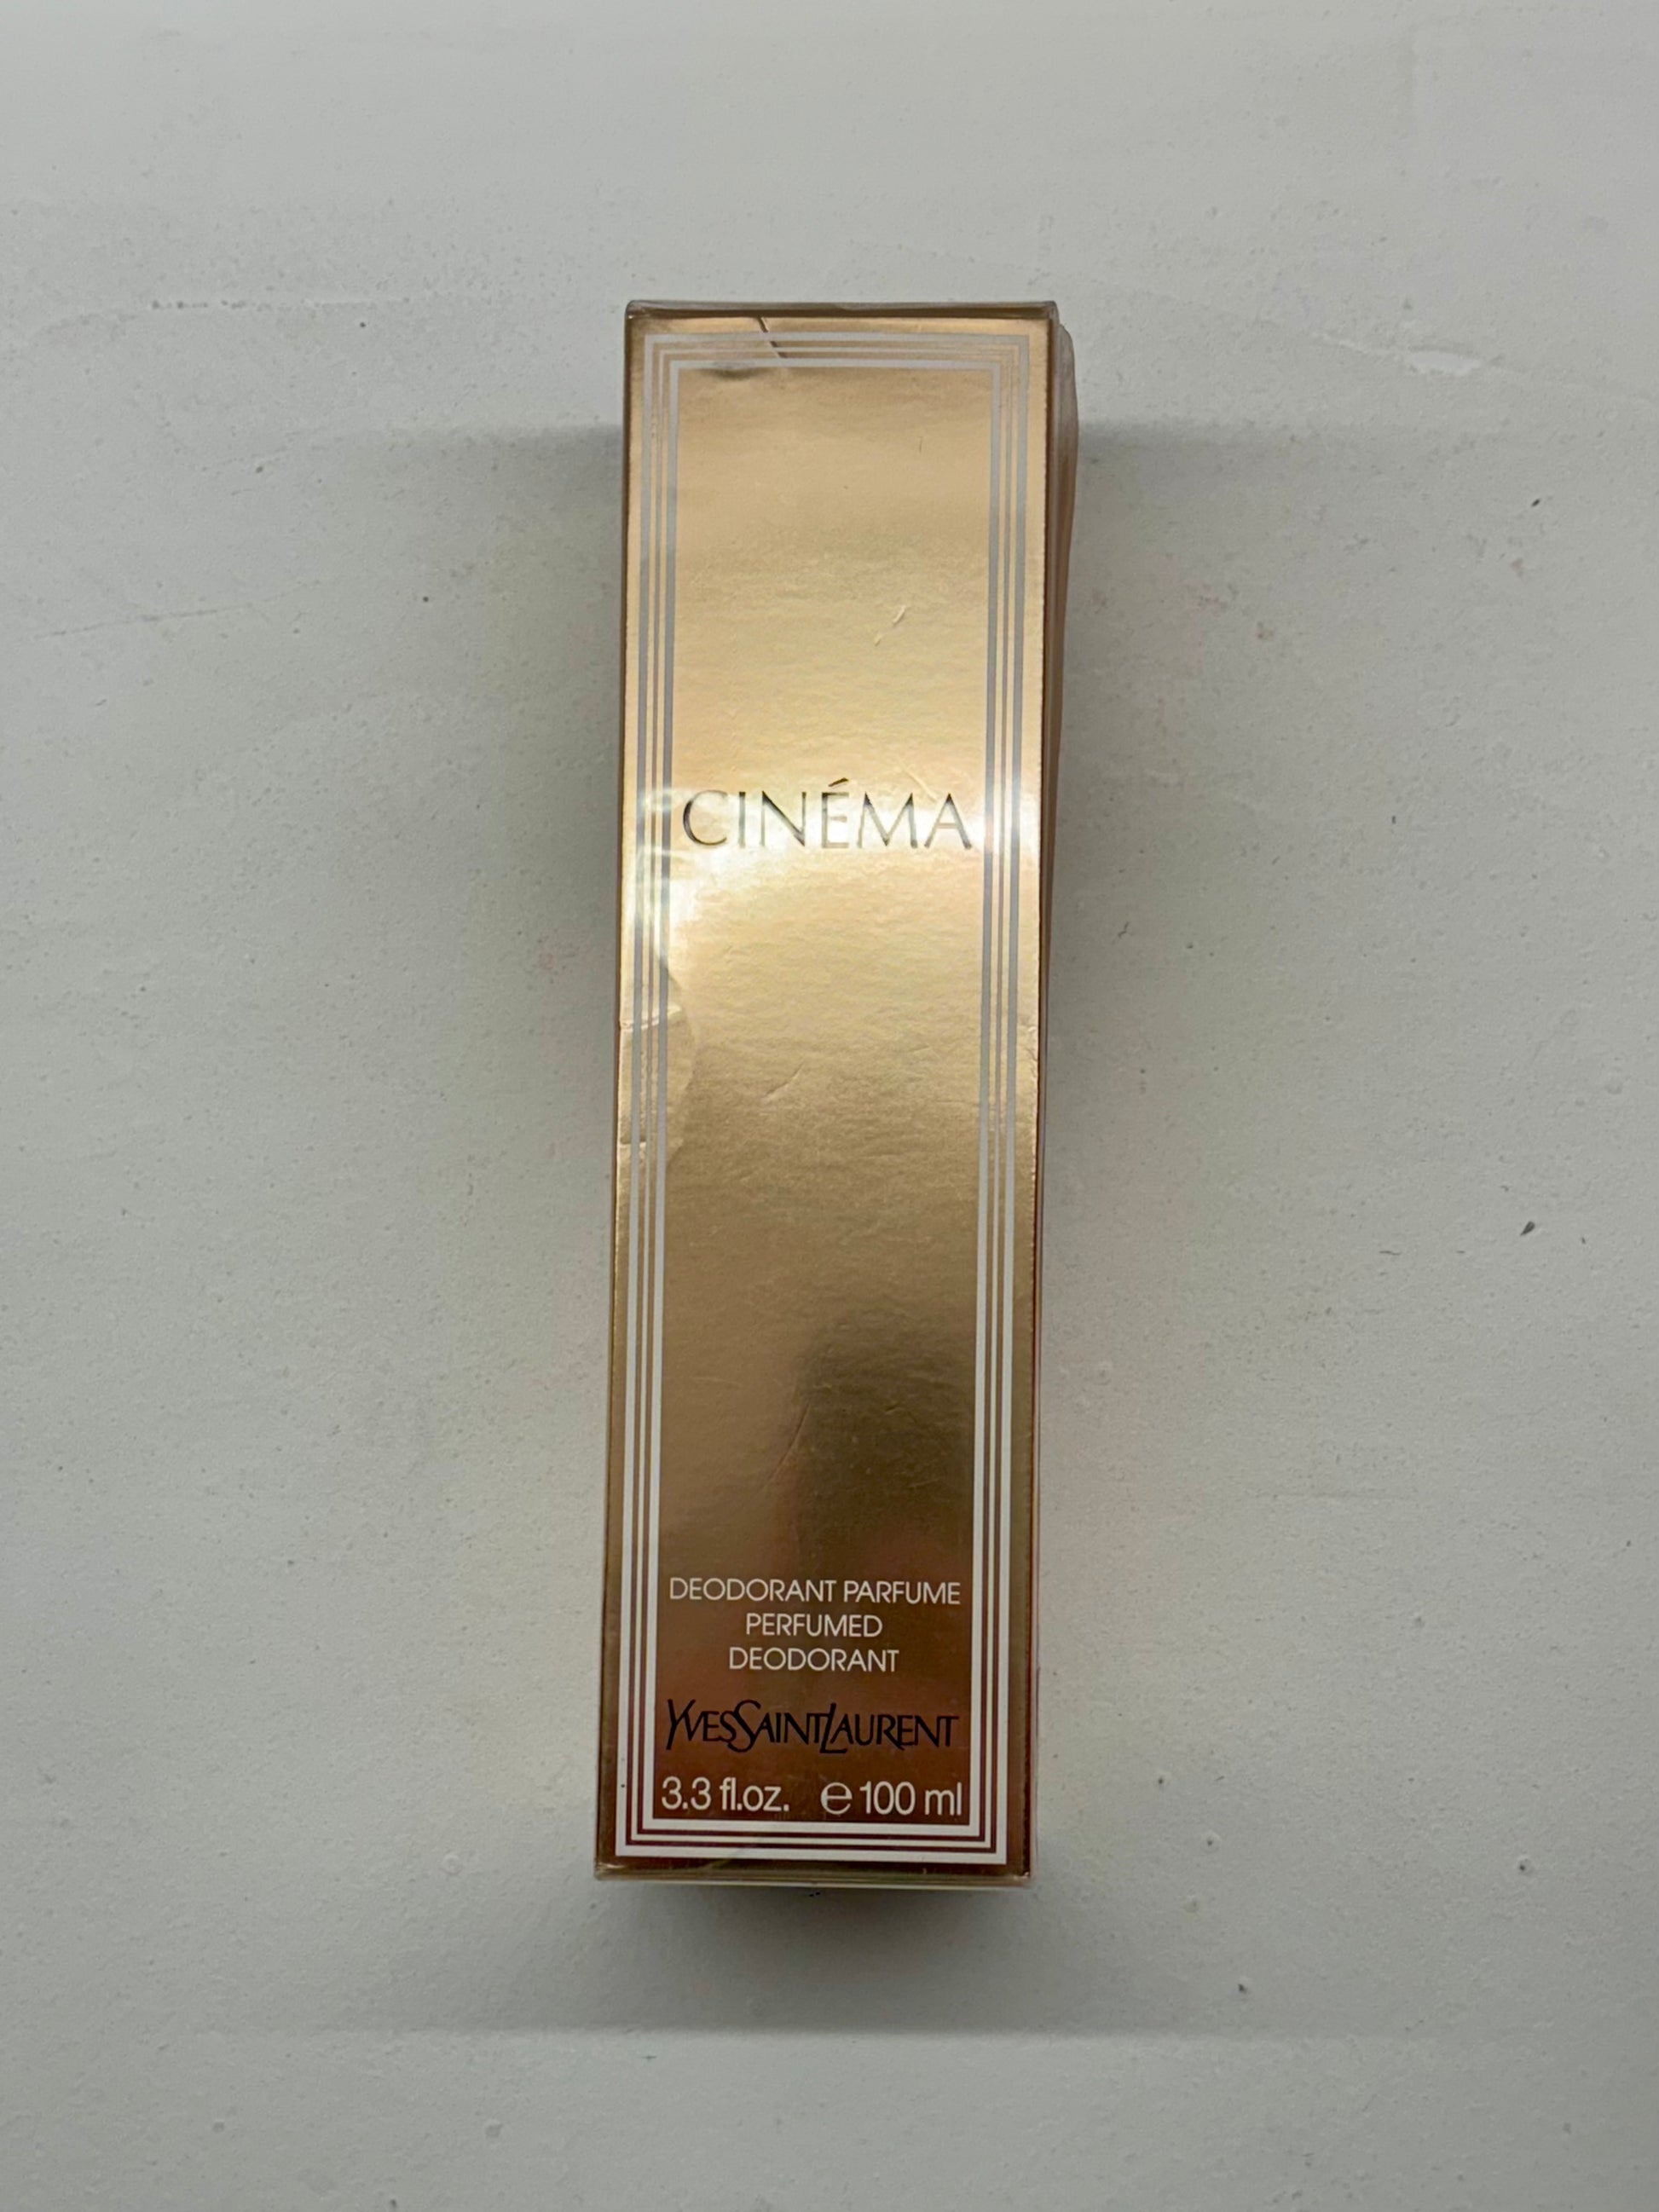 CINÉMA
DEODORANT PARFUME
PERFUMED
DEODORANT
YVESSAINTLAURENT
3.3 fl.oz. ℮ 100 ml